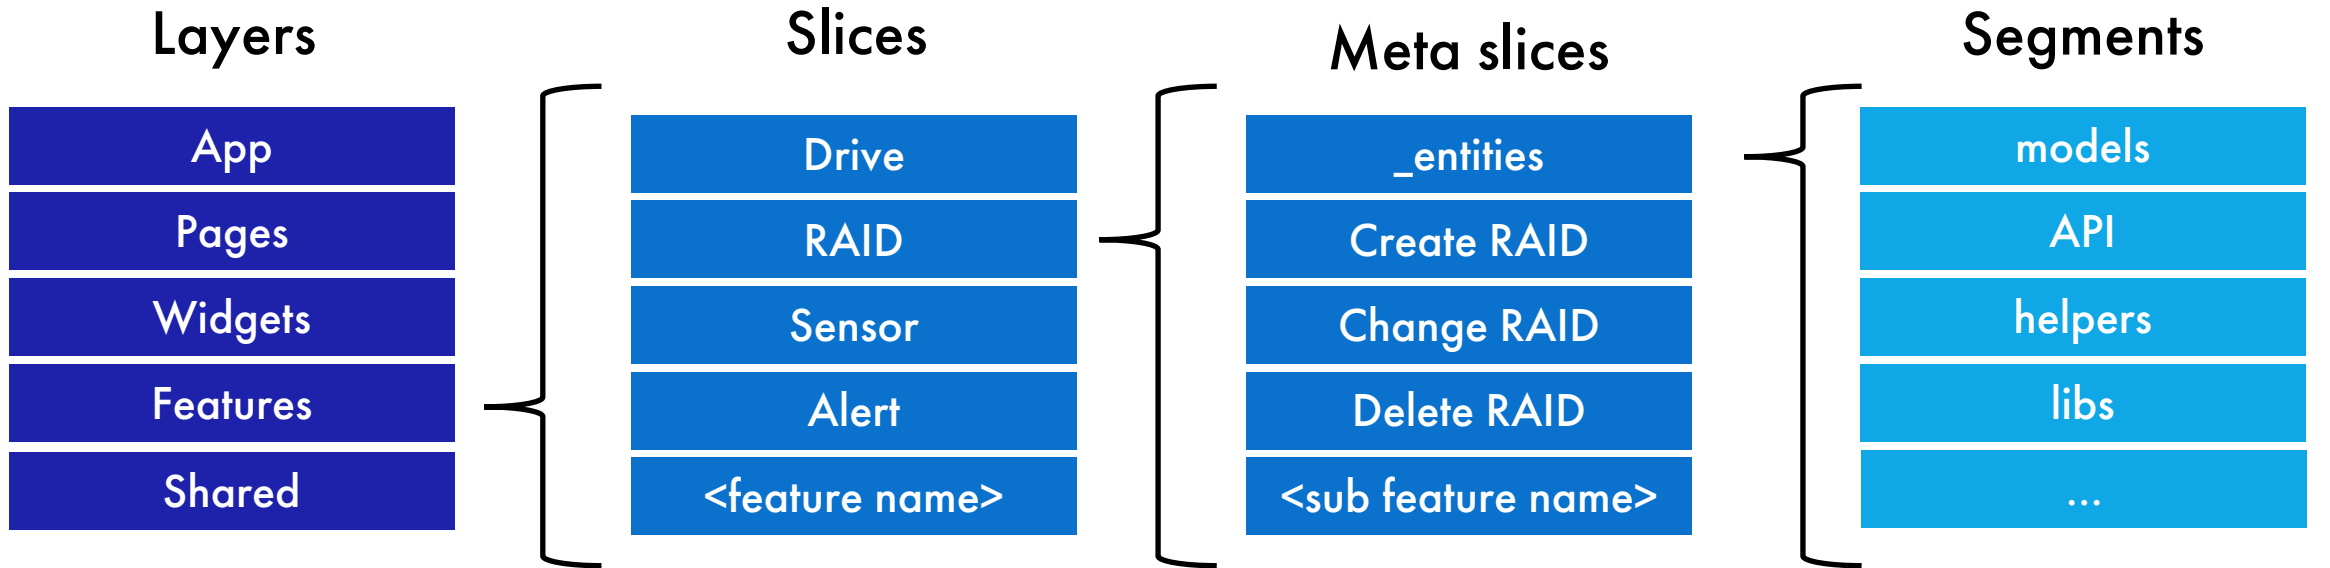 Layers
App
Pages
Widgets
Features
Shared
Slices
Drive
RAID
Sensor
Alert
<feature name>
Meta slices
_entities
Create RAID
Change RAID
Delete RAID
<sub feature name>
Segments
models
API
helpers
libs
...